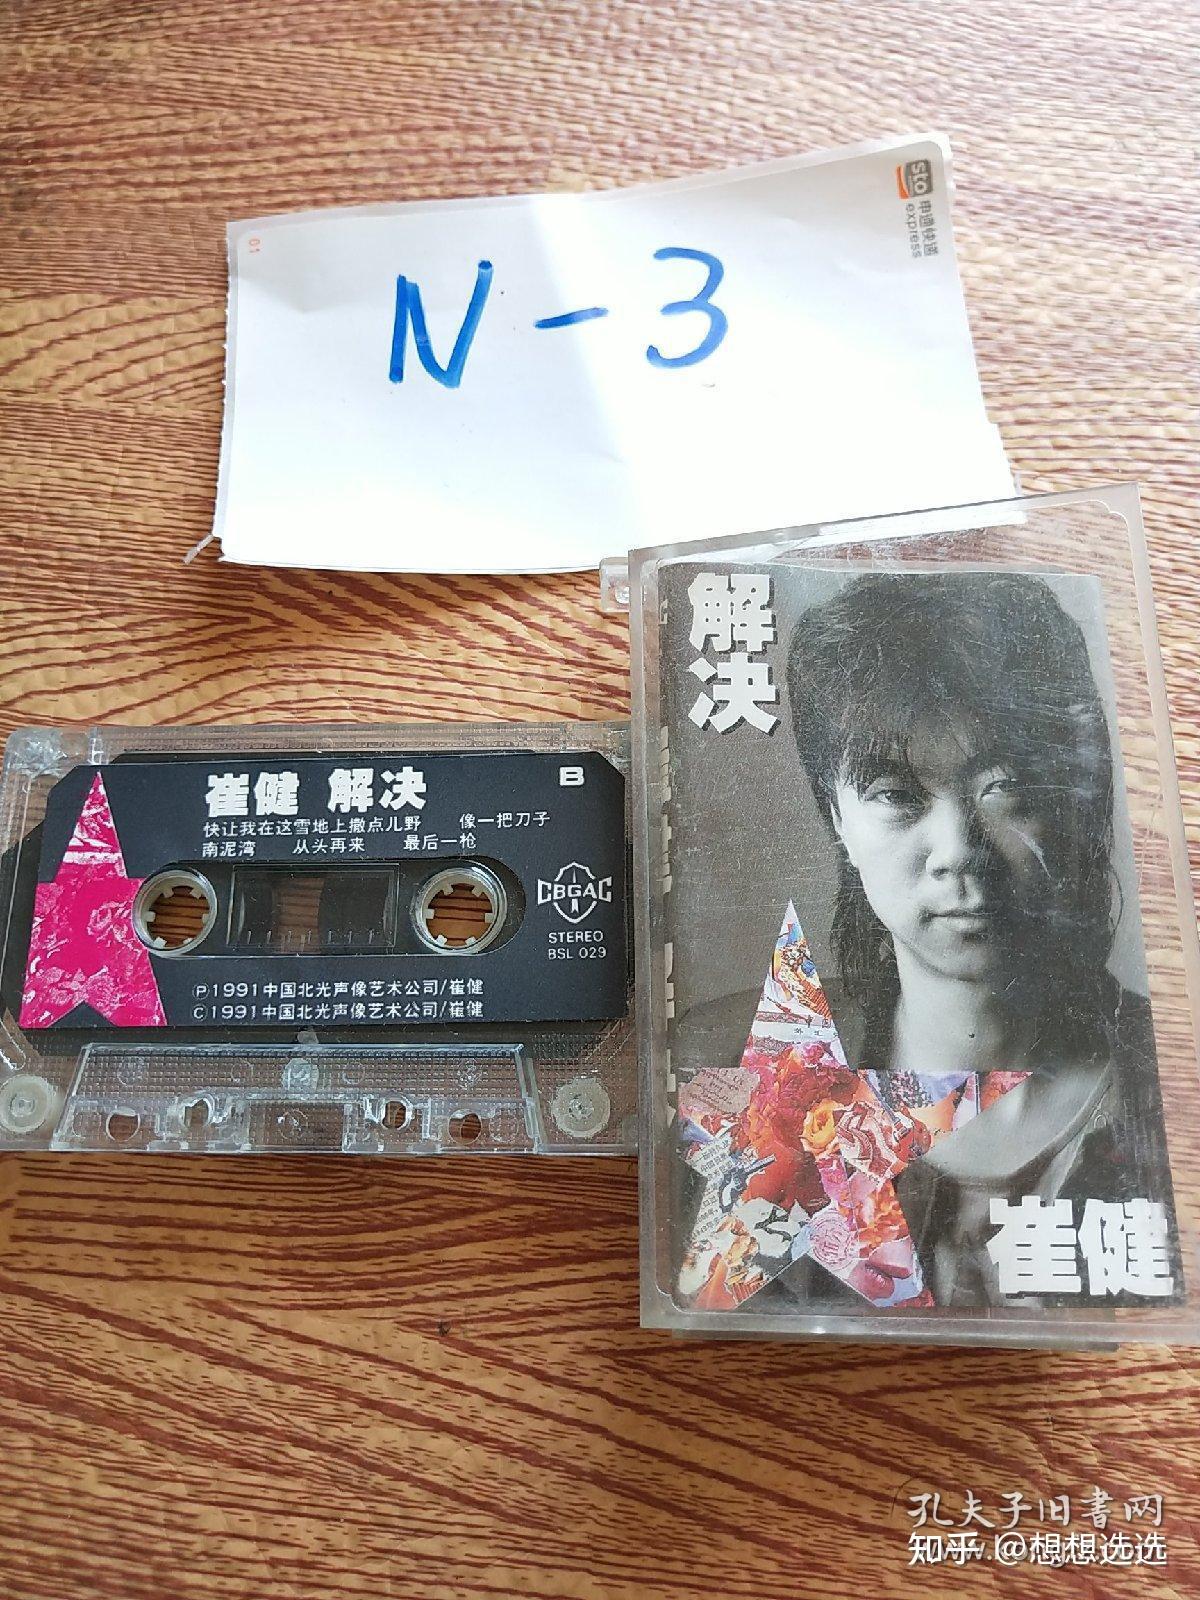 sto 申通快递
express
01
N-3
解决
崔健
崔健 解决 B
快让我在这雪地上撒点儿野 像一把刀子
南泥湾 从头再来 最后一枪
CBGAC
STEREO
BSL 029
Ⓟ1991中国北光声像艺术公司/崔健
Ⓒ1991中国北光声像艺术公司/崔健
孔夫子旧书网
知乎 @想想选选